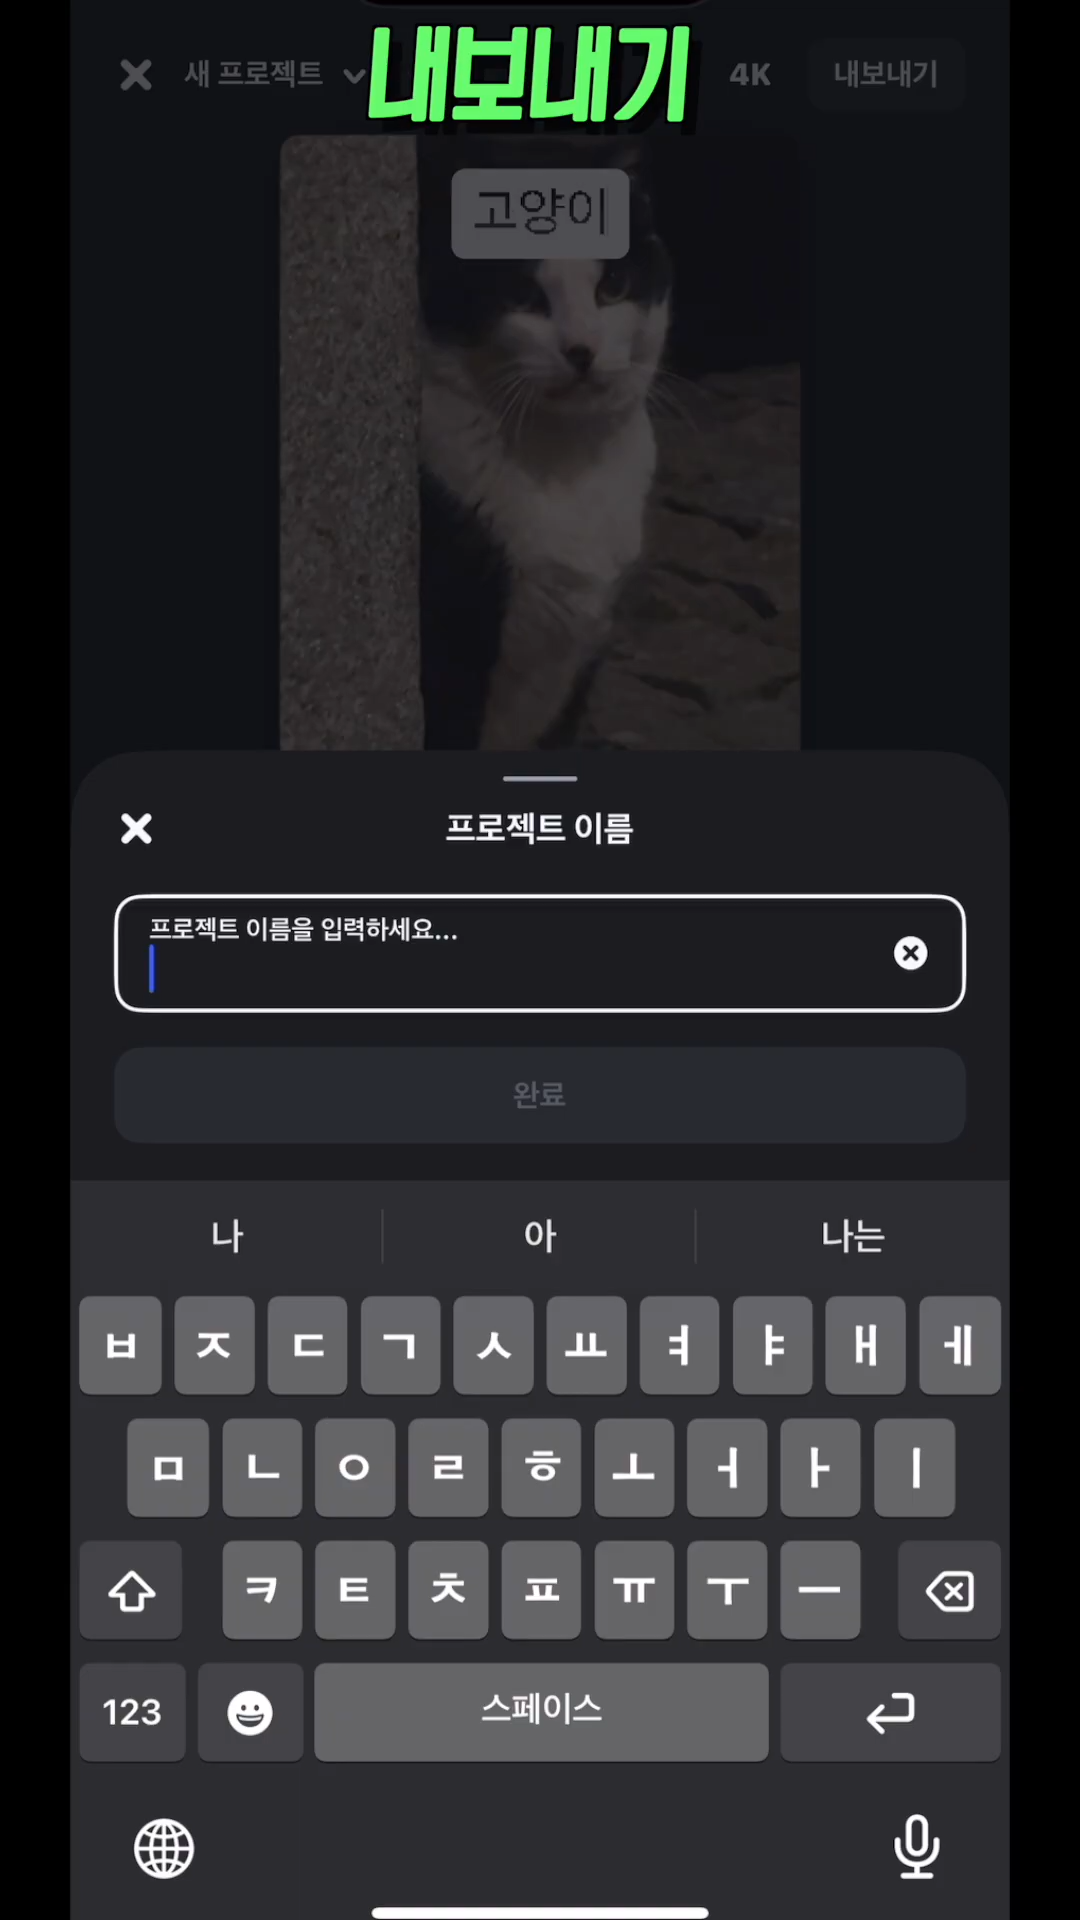 내보내기
새 프로젝트
4K
내보내기
고양이
프로젝트 이름
프로젝트 이름을 입력하세요...
완료
나 아 나는
ㅂ ㅈ ㄷ ㄱ ㅅ ㅛ ㅕ ㅑ ㅐ ㅔ
ㅁ ㄴ ㅇ ㄹ ㅎ ㅗ ㅓ ㅏ ㅣ
ㅋ ㅌ ㅊ ㅍ ㅠ ㅜ ㅡ
123 스페이스